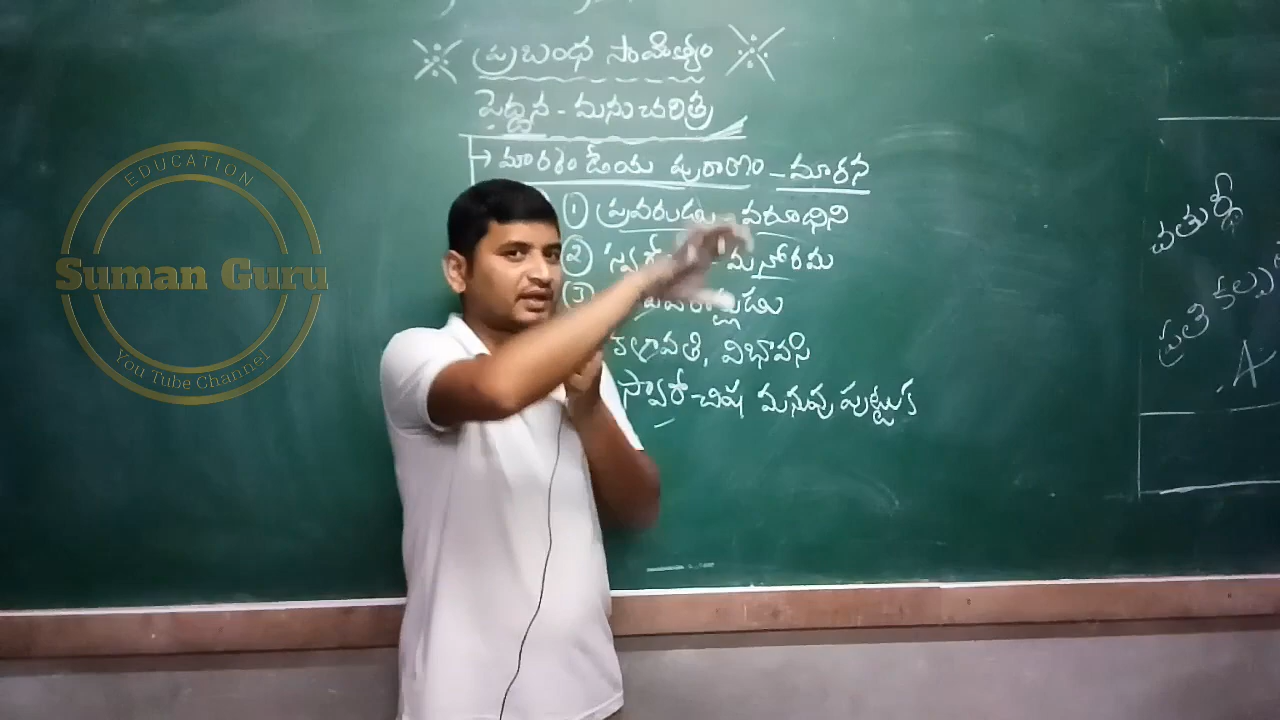 ప్రబంధ సాహిత్యం
పెద్దన - మను చరిత్ర
→ మారకండేయ పురాణం - మారన
① ప్రవరుడు - వరూధిని
② స్వరో - మనోరమ
③
కళావతి, విభావసి
స్వారోచిష మనువు పుట్టుక
చతుర్థీ
ప్రతి కల్ప
A
EDUCATION
Suman Guru
You Tube Channel